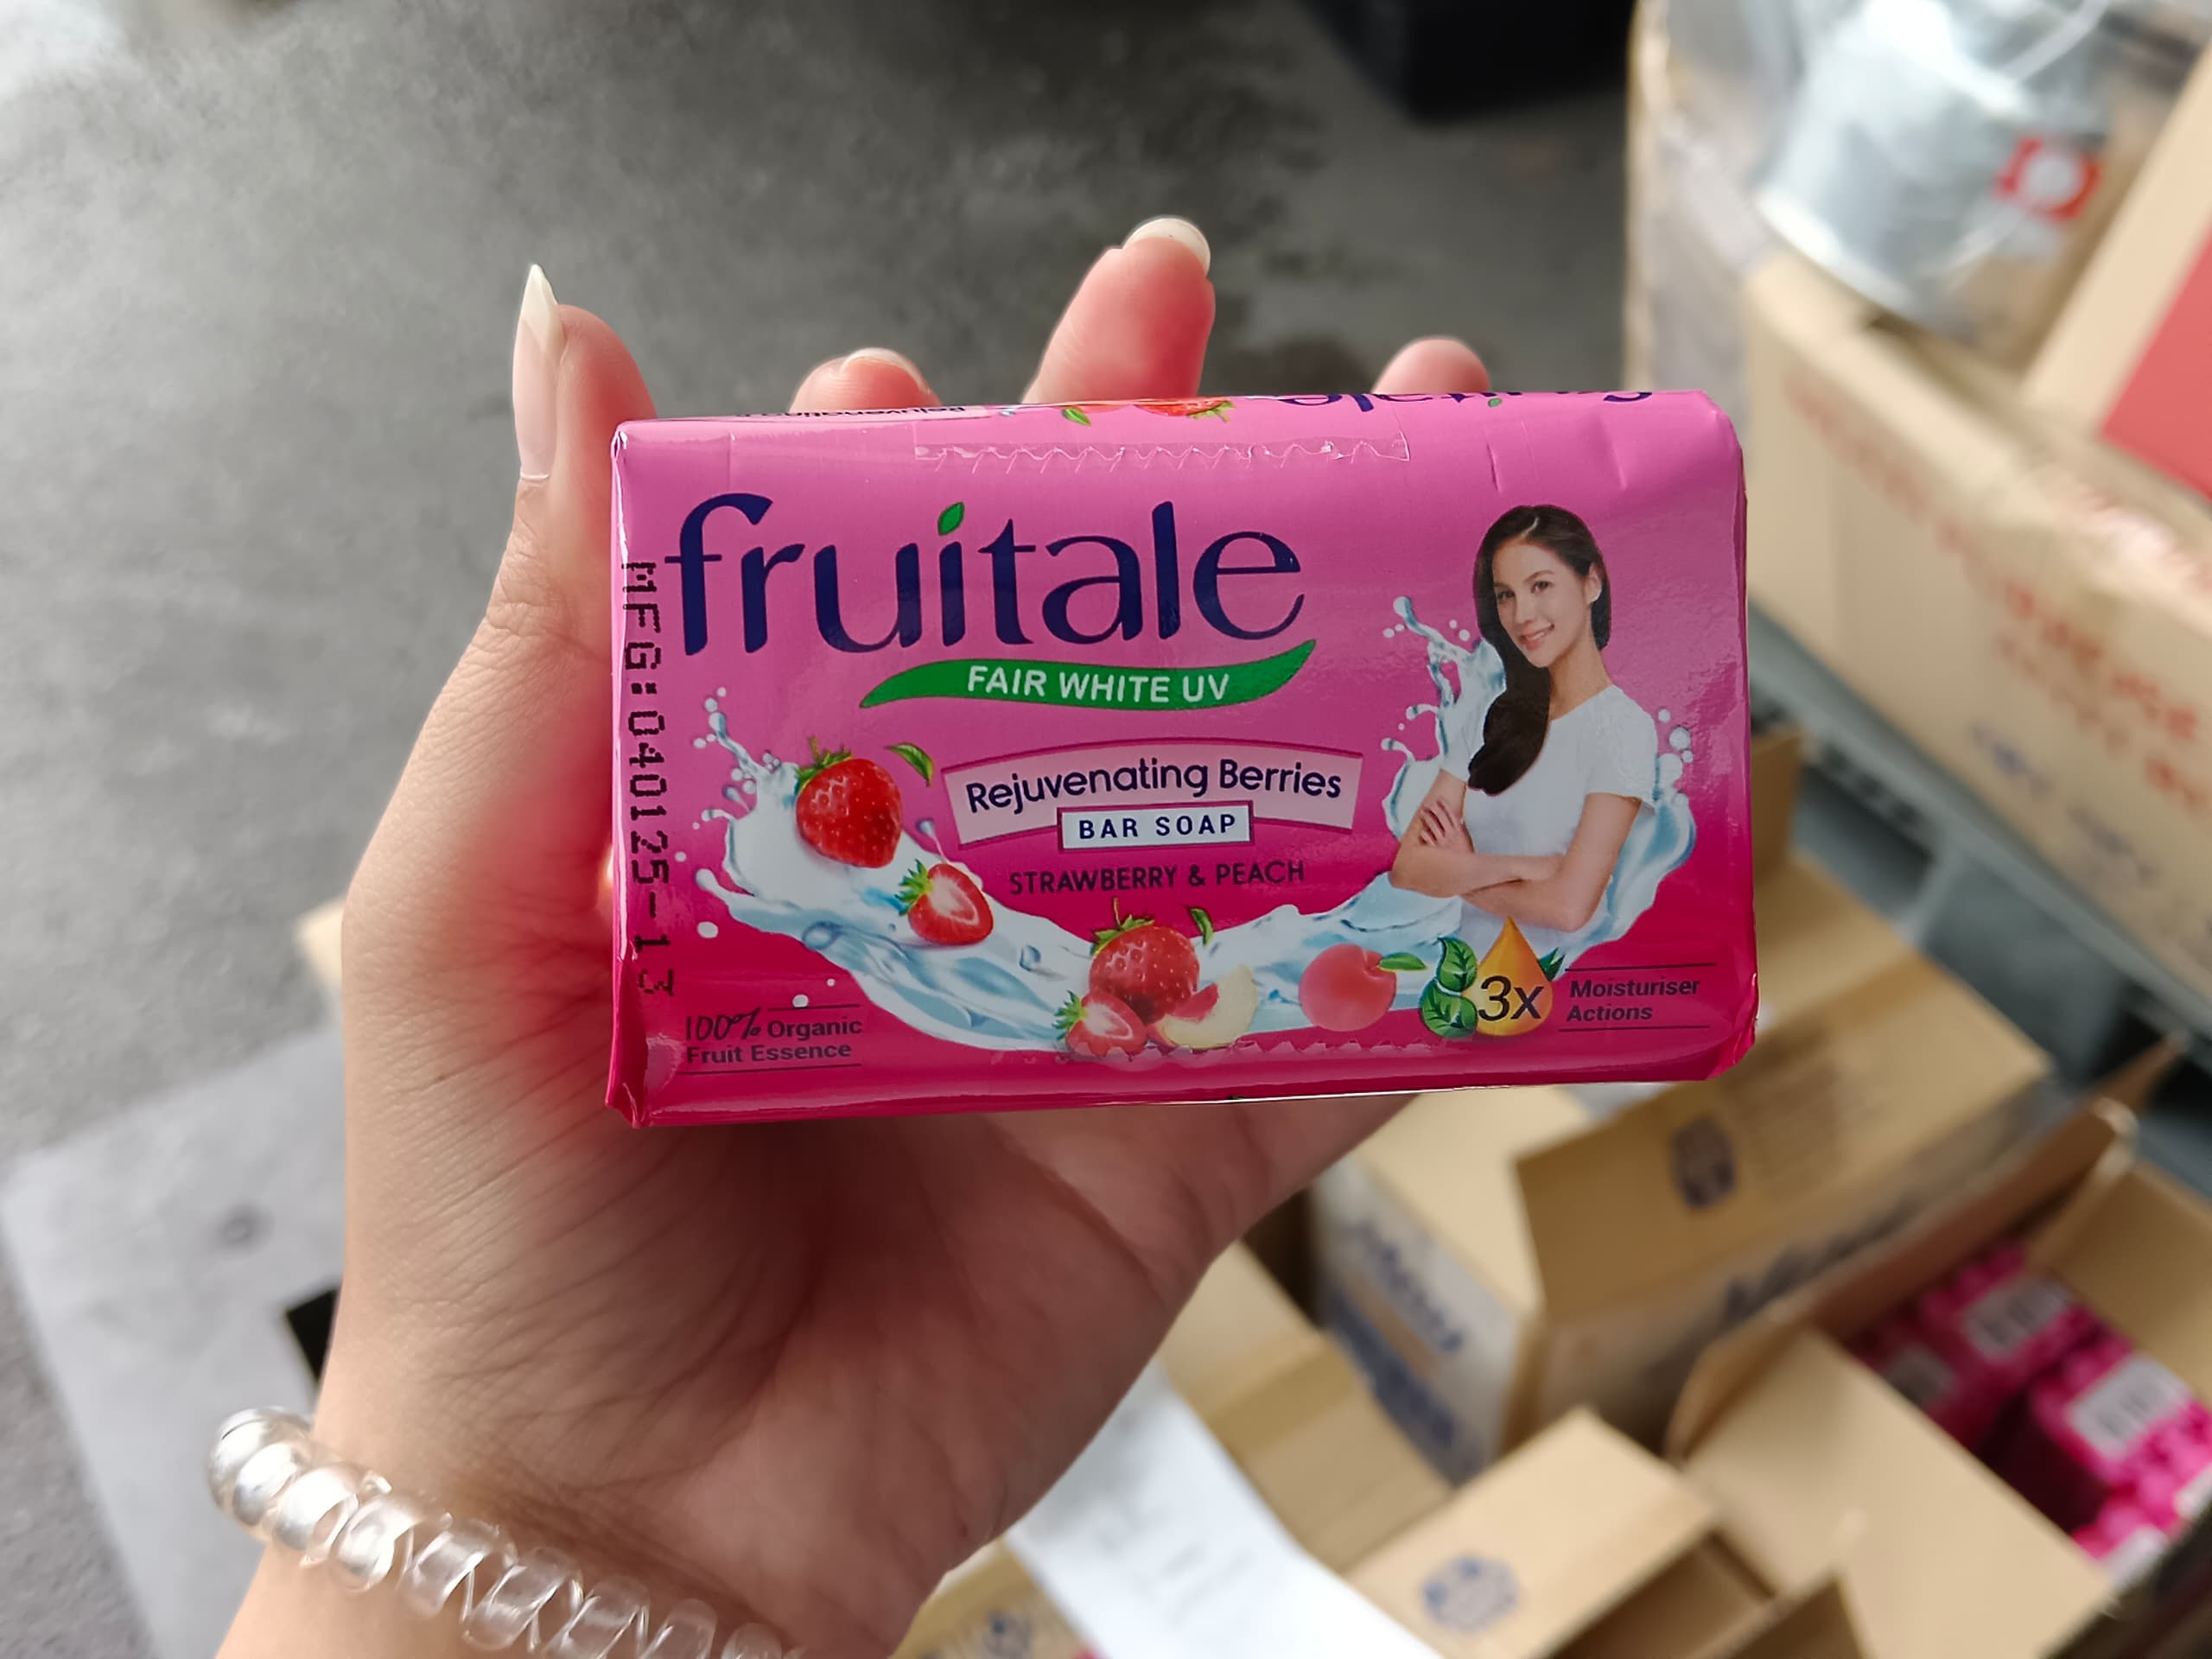 fruitale
FAIR WHITE UV
Rejuvenating Berries
BAR SOAP
STRAWBERRY & PEACH
100% Organic
Fruit Essence
3x
Moisturiser
Actions
MFG:040125-13